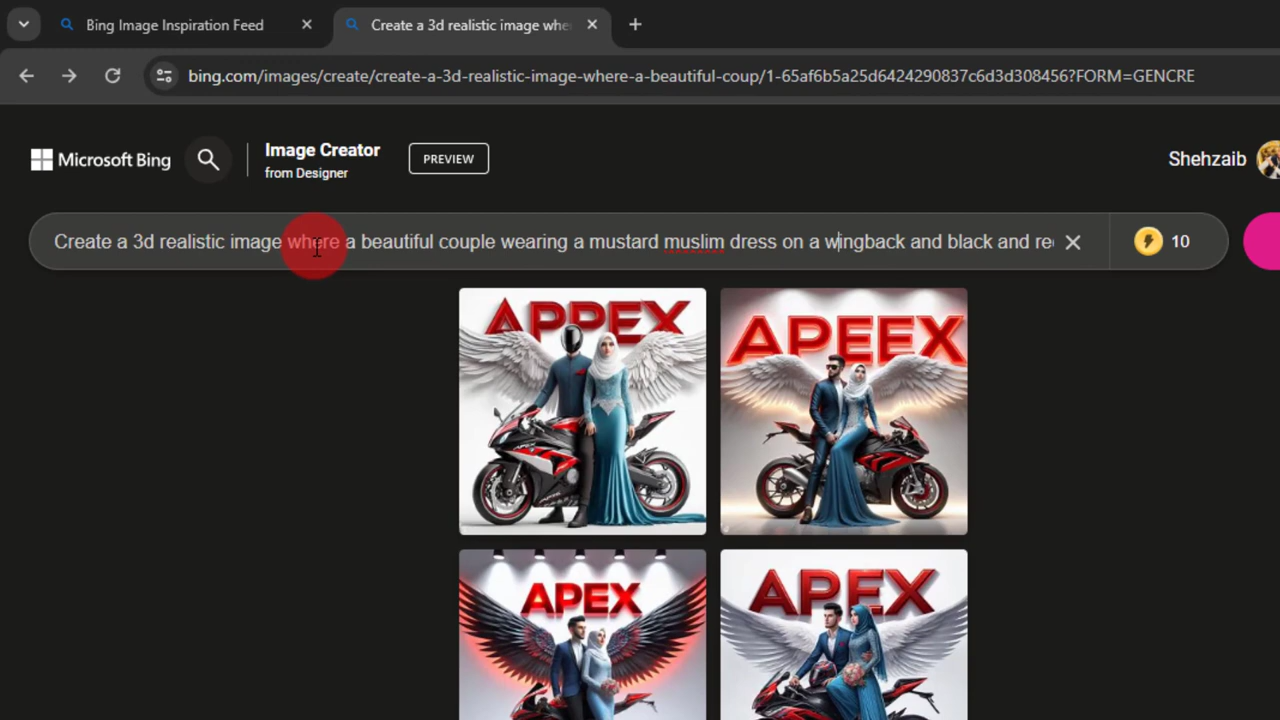 Bing Image Inspiration Feed
Create a 3d realistic image whe
bing.com/images/create/create-a-3d-realistic-image-where-a-beautiful-coup/1-65af6b5a25d6424290837c6d3d308456?FORM=GENCRE
Microsoft Bing
Image Creator
from Designer
PREVIEW
Shehzaib
Create a 3d realistic image where a beautiful couple wearing a mustard muslim dress on a wingback and black and re
10
APPEX
APEX
APEEX
APEX
APEX